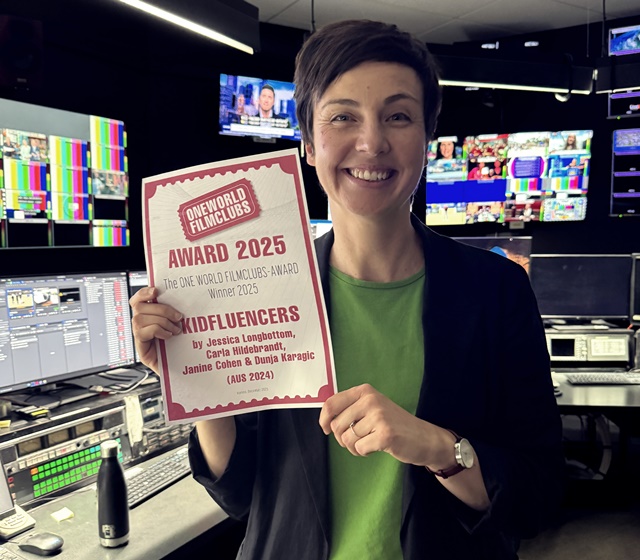 ONEWORLD
FILMCLUBS
AWARD 2025
The ONE WORLD FILMCLUBS-AWARD
Winner 2025
KIDFLUENCERS
by Jessica Longbottom,
Carla Hildebrandt,
Janine Cohen & Dunja Karagic
(AUS 2024)